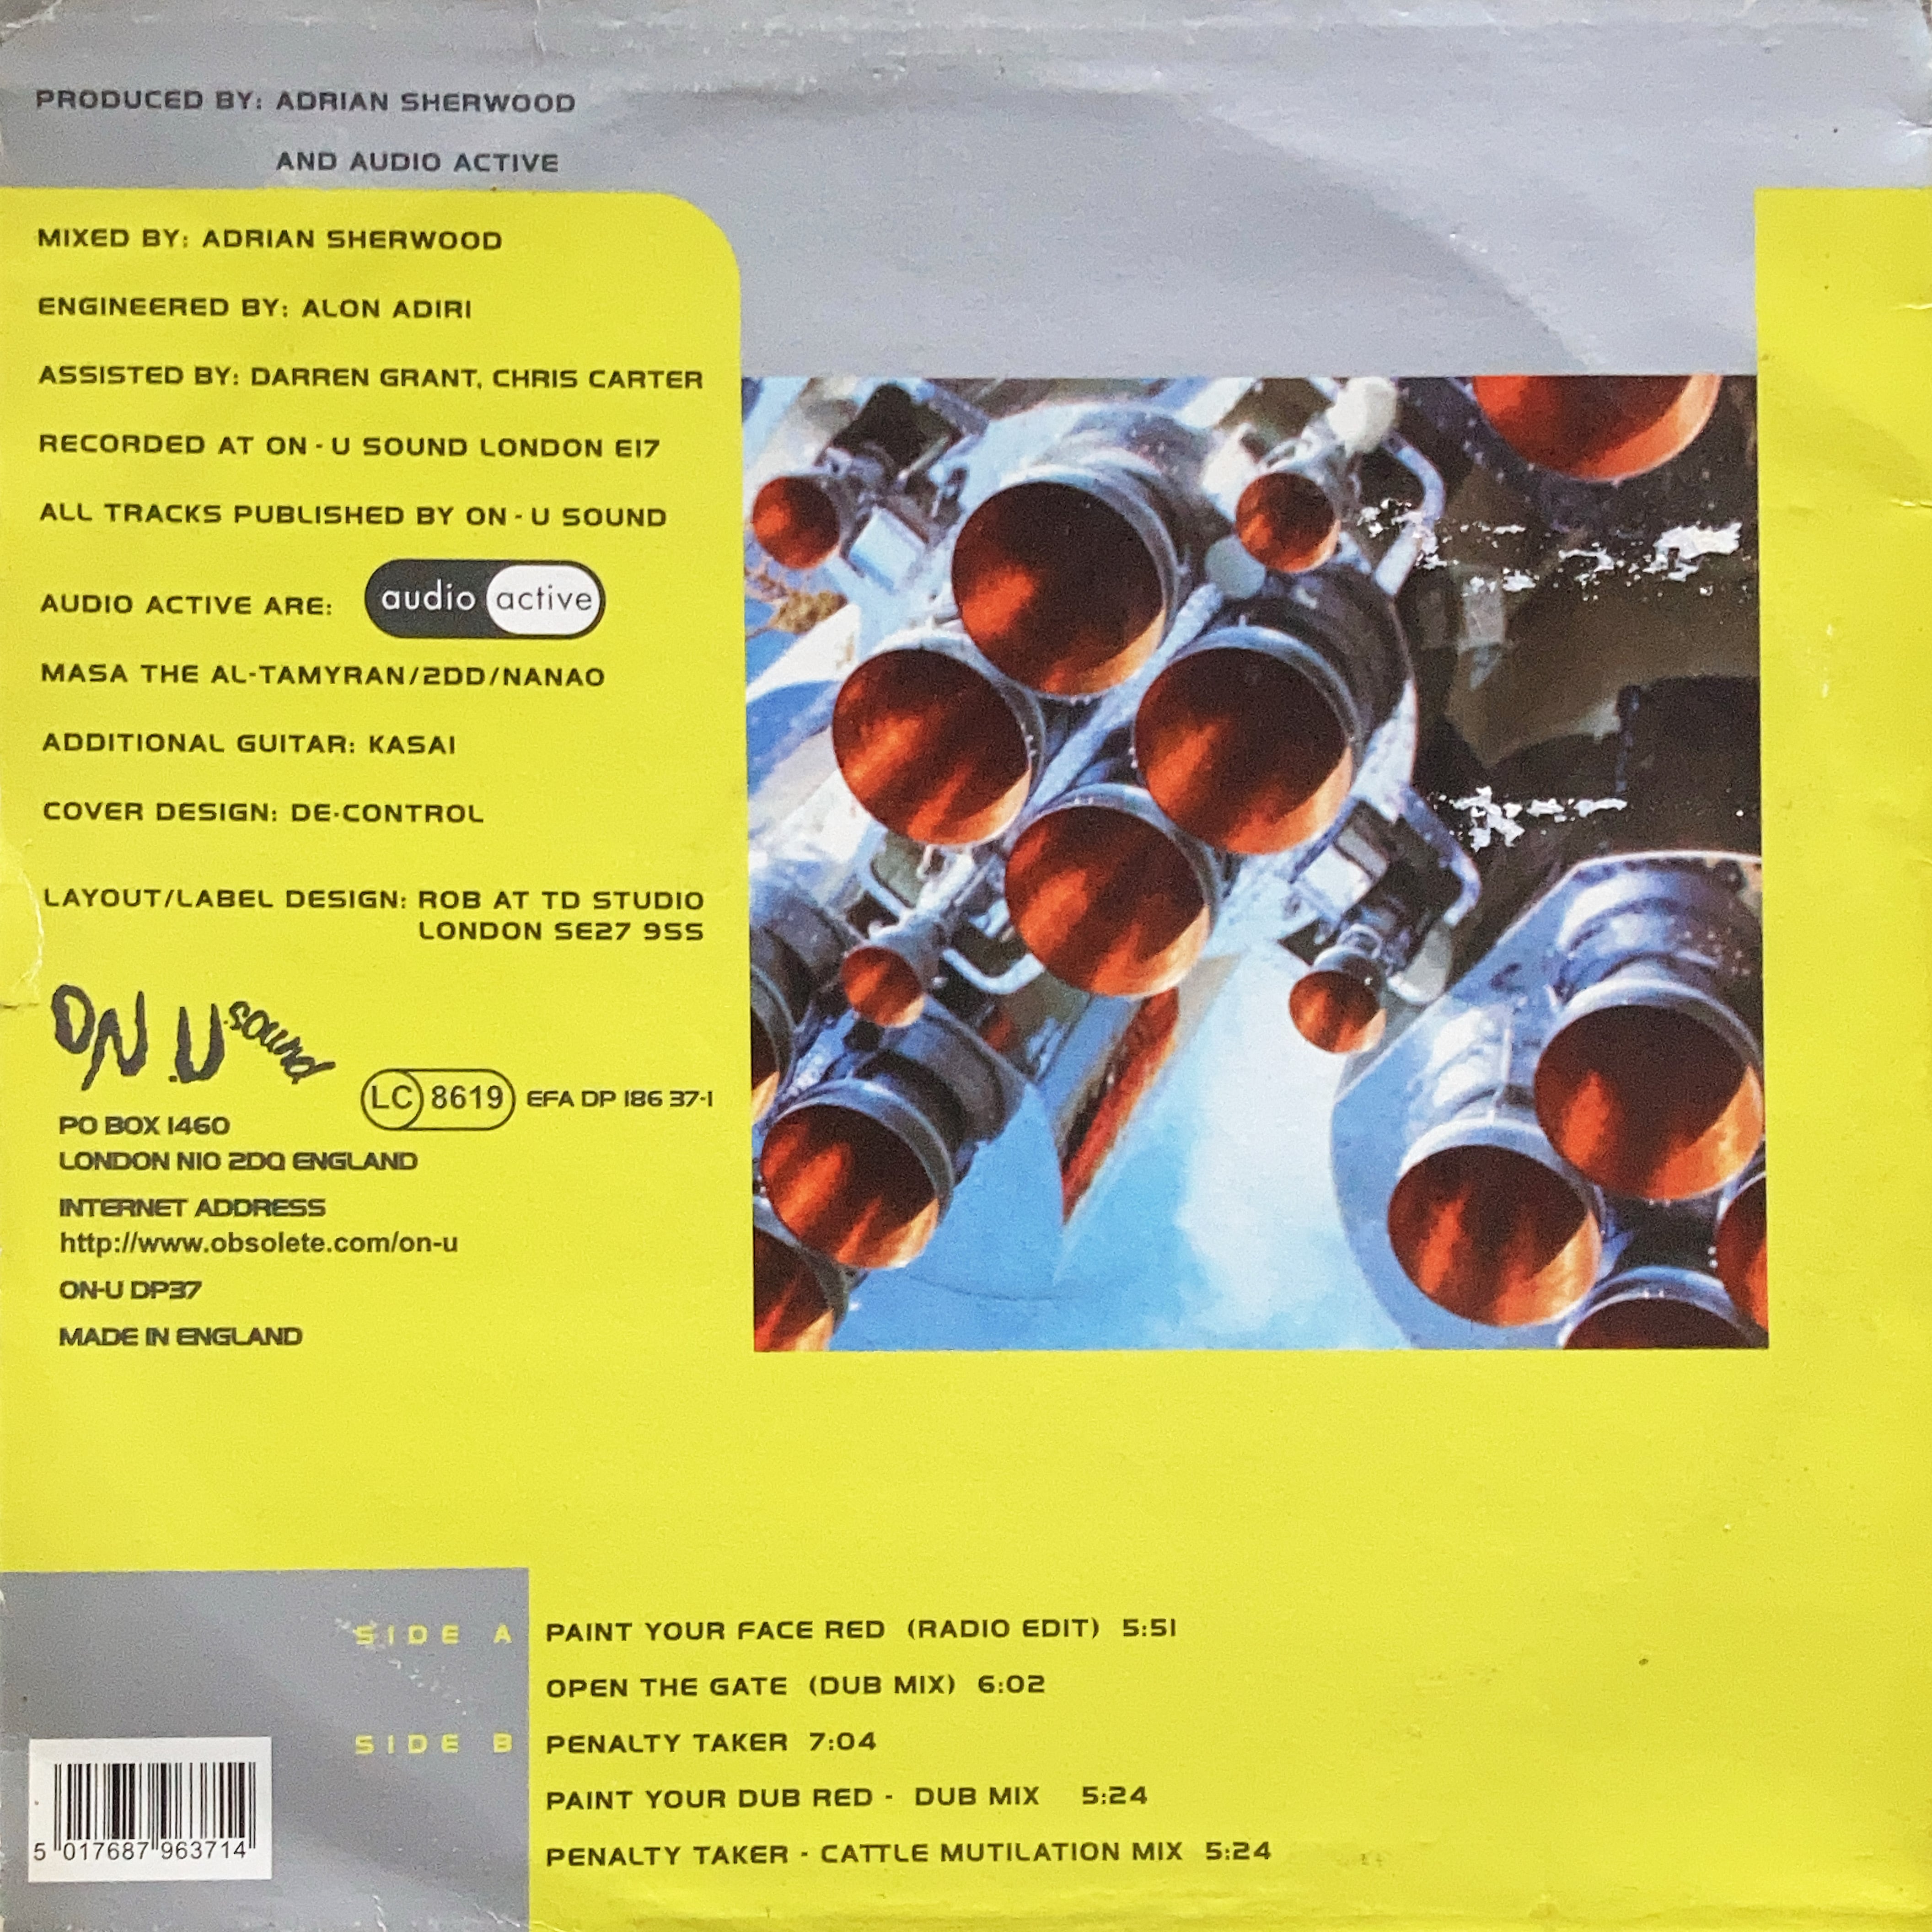 PRODUCED BY: ADRIAN SHERWOOD
AND AUDIO ACTIVE
MIXED BY: ADRIAN SHERWOOD
ENGINEERED BY: ALON ADIRI
ASSISTED BY: DARREN GRANT, CHRIS CARTER
RECORDED AT ON-U SOUND LONDON E17
ALL TRACKS PUBLISHED BY ON-U SOUND
AUDIO ACTIVE ARE: audio active
MASA THE AL-TAMYRAN/2DD/NANAO
ADDITIONAL GUITAR: KASAI
COVER DESIGN: DE-CONTROL
LAYOUT/LABEL DESIGN: ROB AT TD STUDIO
LONDON SE27 9SS
ON.U SOUND
LC 8619 EFA DP 186 37-1
PO BOX 1460
LONDON N10 2DQ ENGLAND
INTERNET ADDRESS
http://www.obsolete.com/on-u
ON-U DP37
MADE IN ENGLAND
SIDE A PAINT YOUR FACE RED (RADIO EDIT) 5:51
OPEN THE GATE (DUB MIX) 6:02
SIDE B PENALTY TAKER 7:04
PAINT YOUR DUB RED - DUB MIX 5:24
PENALTY TAKER - CATTLE MUTILATION MIX 5:24
5 017687 963714